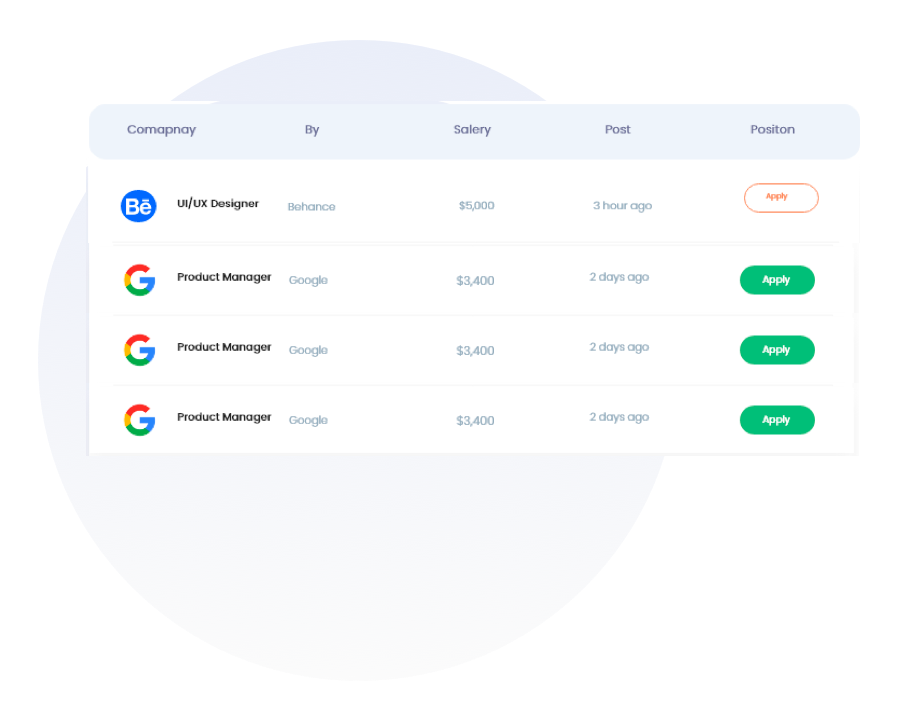 Comapnay By Salery Post Positon
Bē UI/UX Designer Behance $5,000 3 hour ago Apply
Product Manager Google $3,400 2 days ago Apply
Product Manager Google $3,400 2 days ago Apply
Product Manager Google $3,400 2 days ago Apply